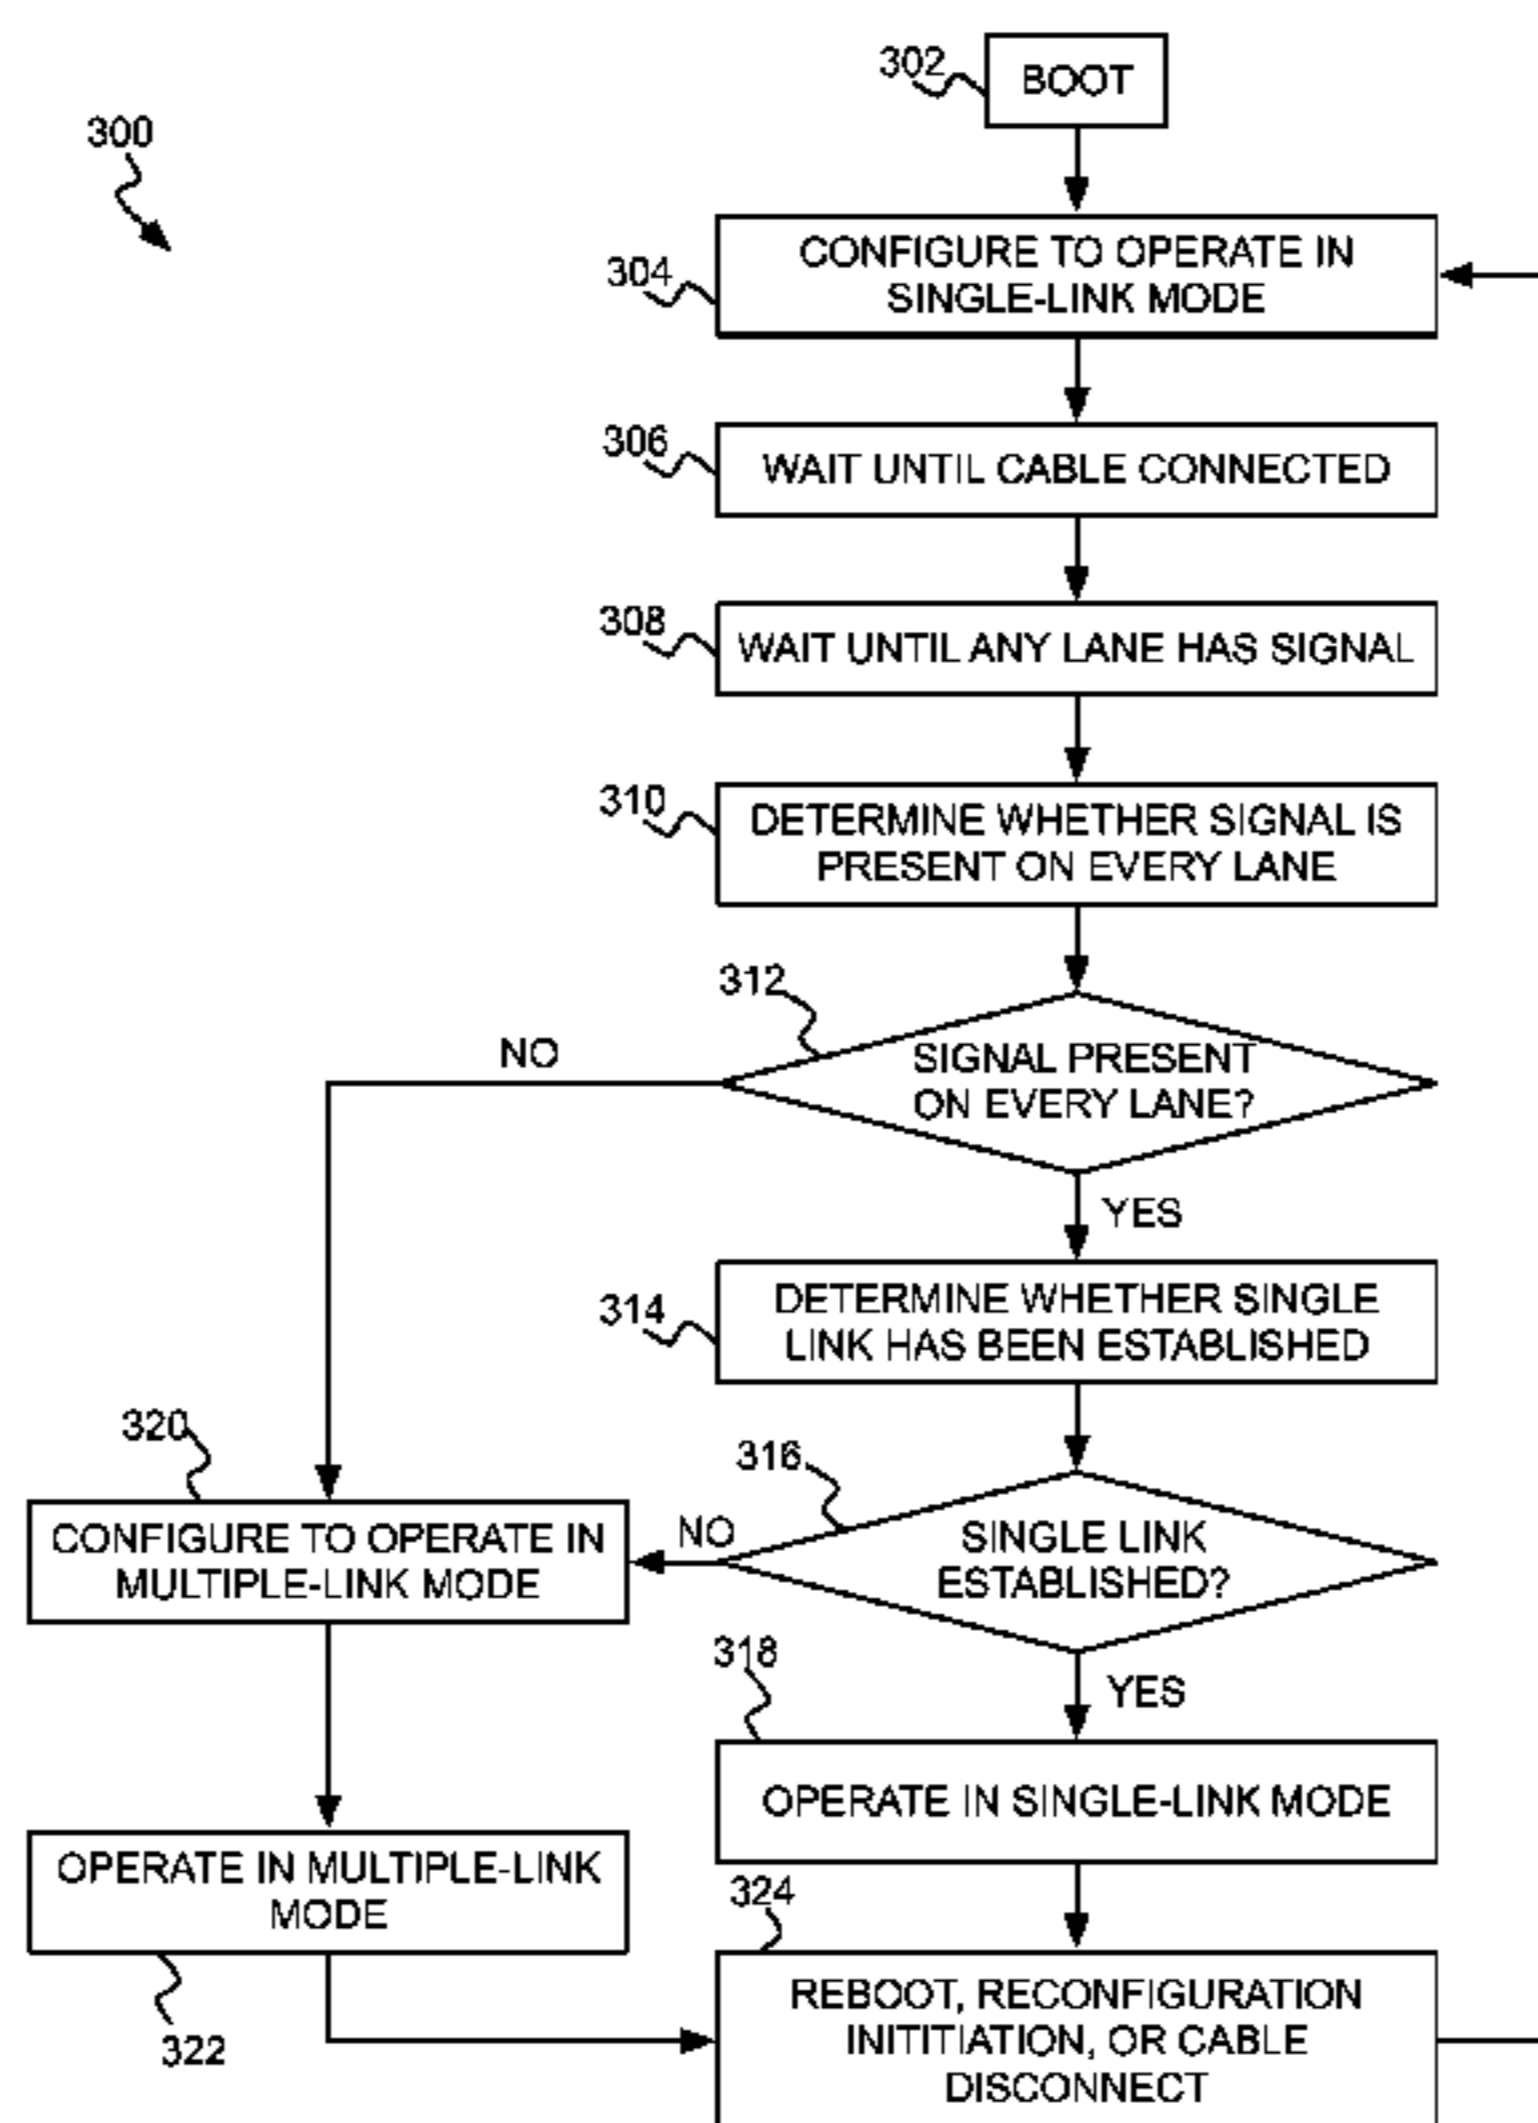 302
BOOT
300
304
CONFIGURE TO OPERATE IN
SINGLE-LINK MODE
306
WAIT UNTIL CABLE CONNECTED
308
WAIT UNTIL ANY LANE HAS SIGNAL
310
DETERMINE WHETHER SIGNAL IS
PRESENT ON EVERY LANE
312
NO
SIGNAL PRESENT
ON EVERY LANE?
YES
314
DETERMINE WHETHER SINGLE
LINK HAS BEEN ESTABLISHED
320
316
CONFIGURE TO OPERATE IN
MULTIPLE-LINK MODE
NO
SINGLE LINK
ESTABLISHED?
318
YES
OPERATE IN SINGLE-LINK MODE
OPERATE IN MULTIPLE-LINK
MODE
324
322
REBOOT, RECONFIGURATION
INITITIATION, OR CABLE
DISCONNECT